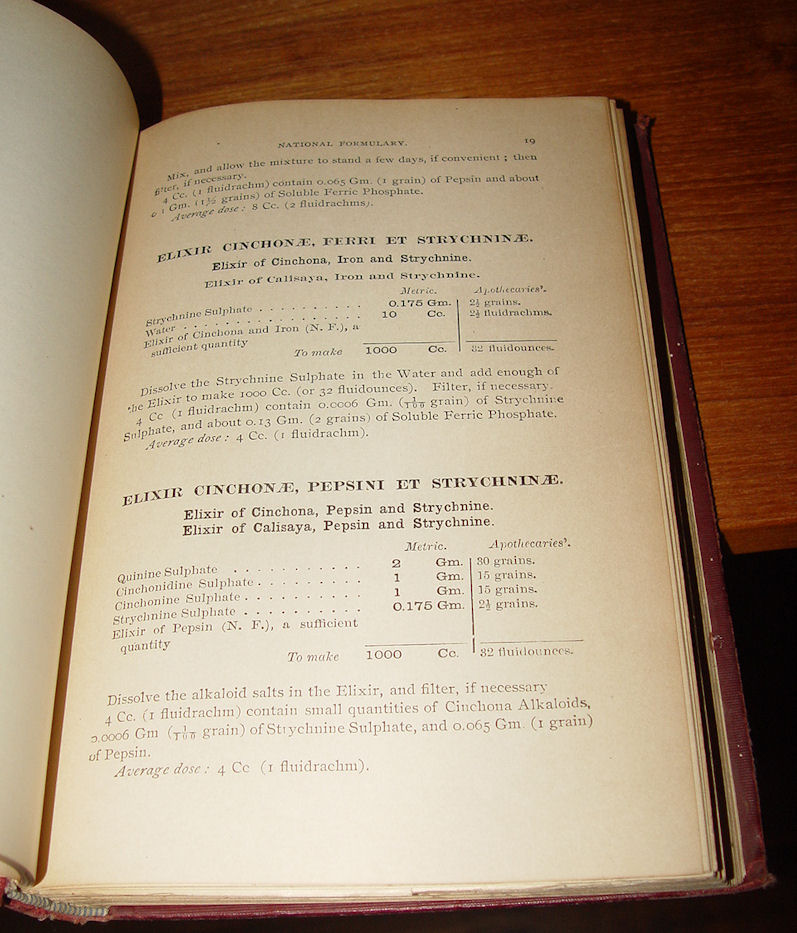 NATIONAL FORMULARY. 19
Mix, and allow the mixture to stand a few days, if convenient ; then
filter, if necessary.
4 Cc. (1 fluidrachm) contain 0.065 Gm. (1 grain) of Pepsin and about
0 1 Gm. (1½ grains) of Soluble Ferric Phosphate.
Average dose : 8 Cc. (2 fluidrachms).
ELIXIR CINCHONÆ, FERRI ET STRYCHNINÆ.
Elixir of Cinchona, Iron and Strychnine.
Elixir of Calisaya, Iron and Strychnine.
Metric. Apothecaries'.
Strychnine Sulphate . . . . . . . . . . 0.175 Gm. 2½ grains.
Water . . . . . . . . . . . . . . 10 Cc. 2½ fluidrachms.
Elixir of Cinchona and Iron (N. F.), a
sufficient quantity
To make 1000 Cc. 32 fluidounces.
Dissolve the Strychnine Sulphate in the Water and add enough of
the Elixir to make 1000 Cc. (or 32 fluidounces). Filter, if necessary.
4 Cc (1 fluidrachm) contain 0.0006 Gm. (1/100 grain) of Strychnine
Sulphate, and about 0.13 Gm. (2 grains) of Soluble Ferric Phosphate.
Average dose : 4 Cc. (1 fluidrachm).
ELIXIR CINCHONÆ, PEPSINI ET STRYCHNINÆ.
Elixir of Cinchona, Pepsin and Strychnine.
Elixir of Calisaya, Pepsin and Strychnine.
Metric. Apothecaries'.
Quinine Sulphate . . . . . . . . . . 2 Gm. 30 grains.
Cinchonidine Sulphate . . . . . . . . 1 Gm. 15 grains.
Cinchonine Sulphate . . . . . . . . . 1 Gm. 15 grains.
Strychnine Sulphate . . . . . . . . . 0.175 Gm. 2½ grains.
Elixir of Pepsin (N. F.), a sufficient
quantity
To make 1000 Cc. 32 fluidounces.
Dissolve the alkaloid salts in the Elixir, and filter, if necessary
4 Cc. (1 fluidrachm) contain small quantities of Cinchona Alkaloids,
0.0006 Gm (1/100 grain) of Strychnine Sulphate, and 0.065 Gm. (1 grain)
of Pepsin.
Average dose : 4 Cc (1 fluidrachm).